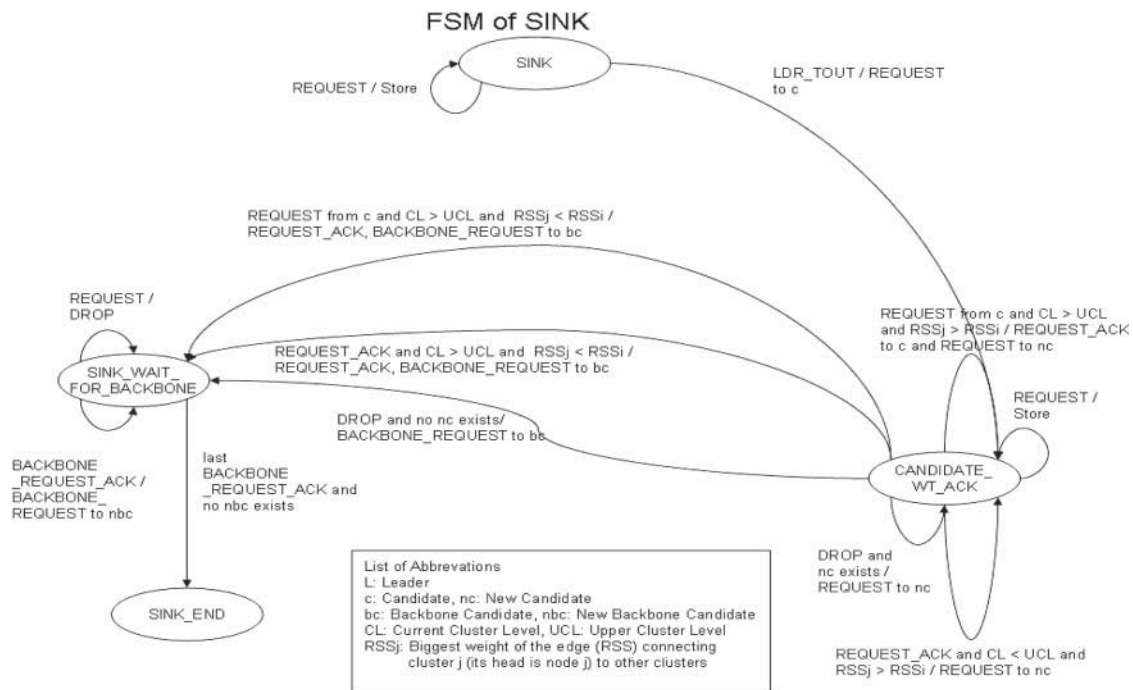 FSM of SINK
SINK
REQUEST / Store
LDR_TOUT / REQUEST
to c
REQUEST from c and CL > UCL and RSSj < RSSi /
REQUEST_ACK, BACKBONE_REQUEST to bc
REQUEST /
DROP
REQUEST from c and CL > UCL
and RSSj > RSSi / REQUEST_ACK
to c and REQUEST to nc
REQUEST_ACK and CL > UCL and RSSj < RSSi /
REQUEST_ACK, BACKBONE_REQUEST to bc
SINK_WAIT_
FOR_BACKBONE
REQUEST /
Store
DROP and no nc exists/
BACKBONE_REQUEST to bc
CANDIDATE_
WT_ACK
BACKBONE
_REQUEST_ACK /
BACKBONE_
REQUEST to nbc
last
BACKBONE
_REQUEST_ACK and
no nbc exists
DROP and
nc exists /
REQUEST to nc
SINK_END
List of Abbrevations
L: Leader
c: Candidate, nc: New Candidate
bc: Backbone Candidate, nbc: New Backbone Candidate
CL: Current Cluster Level, UCL: Upper Cluster Level
RSSj: Biggest weight of the edge (RSS) connecting
cluster j (its head is node j) to other clusters
REQUEST_ACK and CL < UCL and
RSSj > RSSi / REQUEST to nc